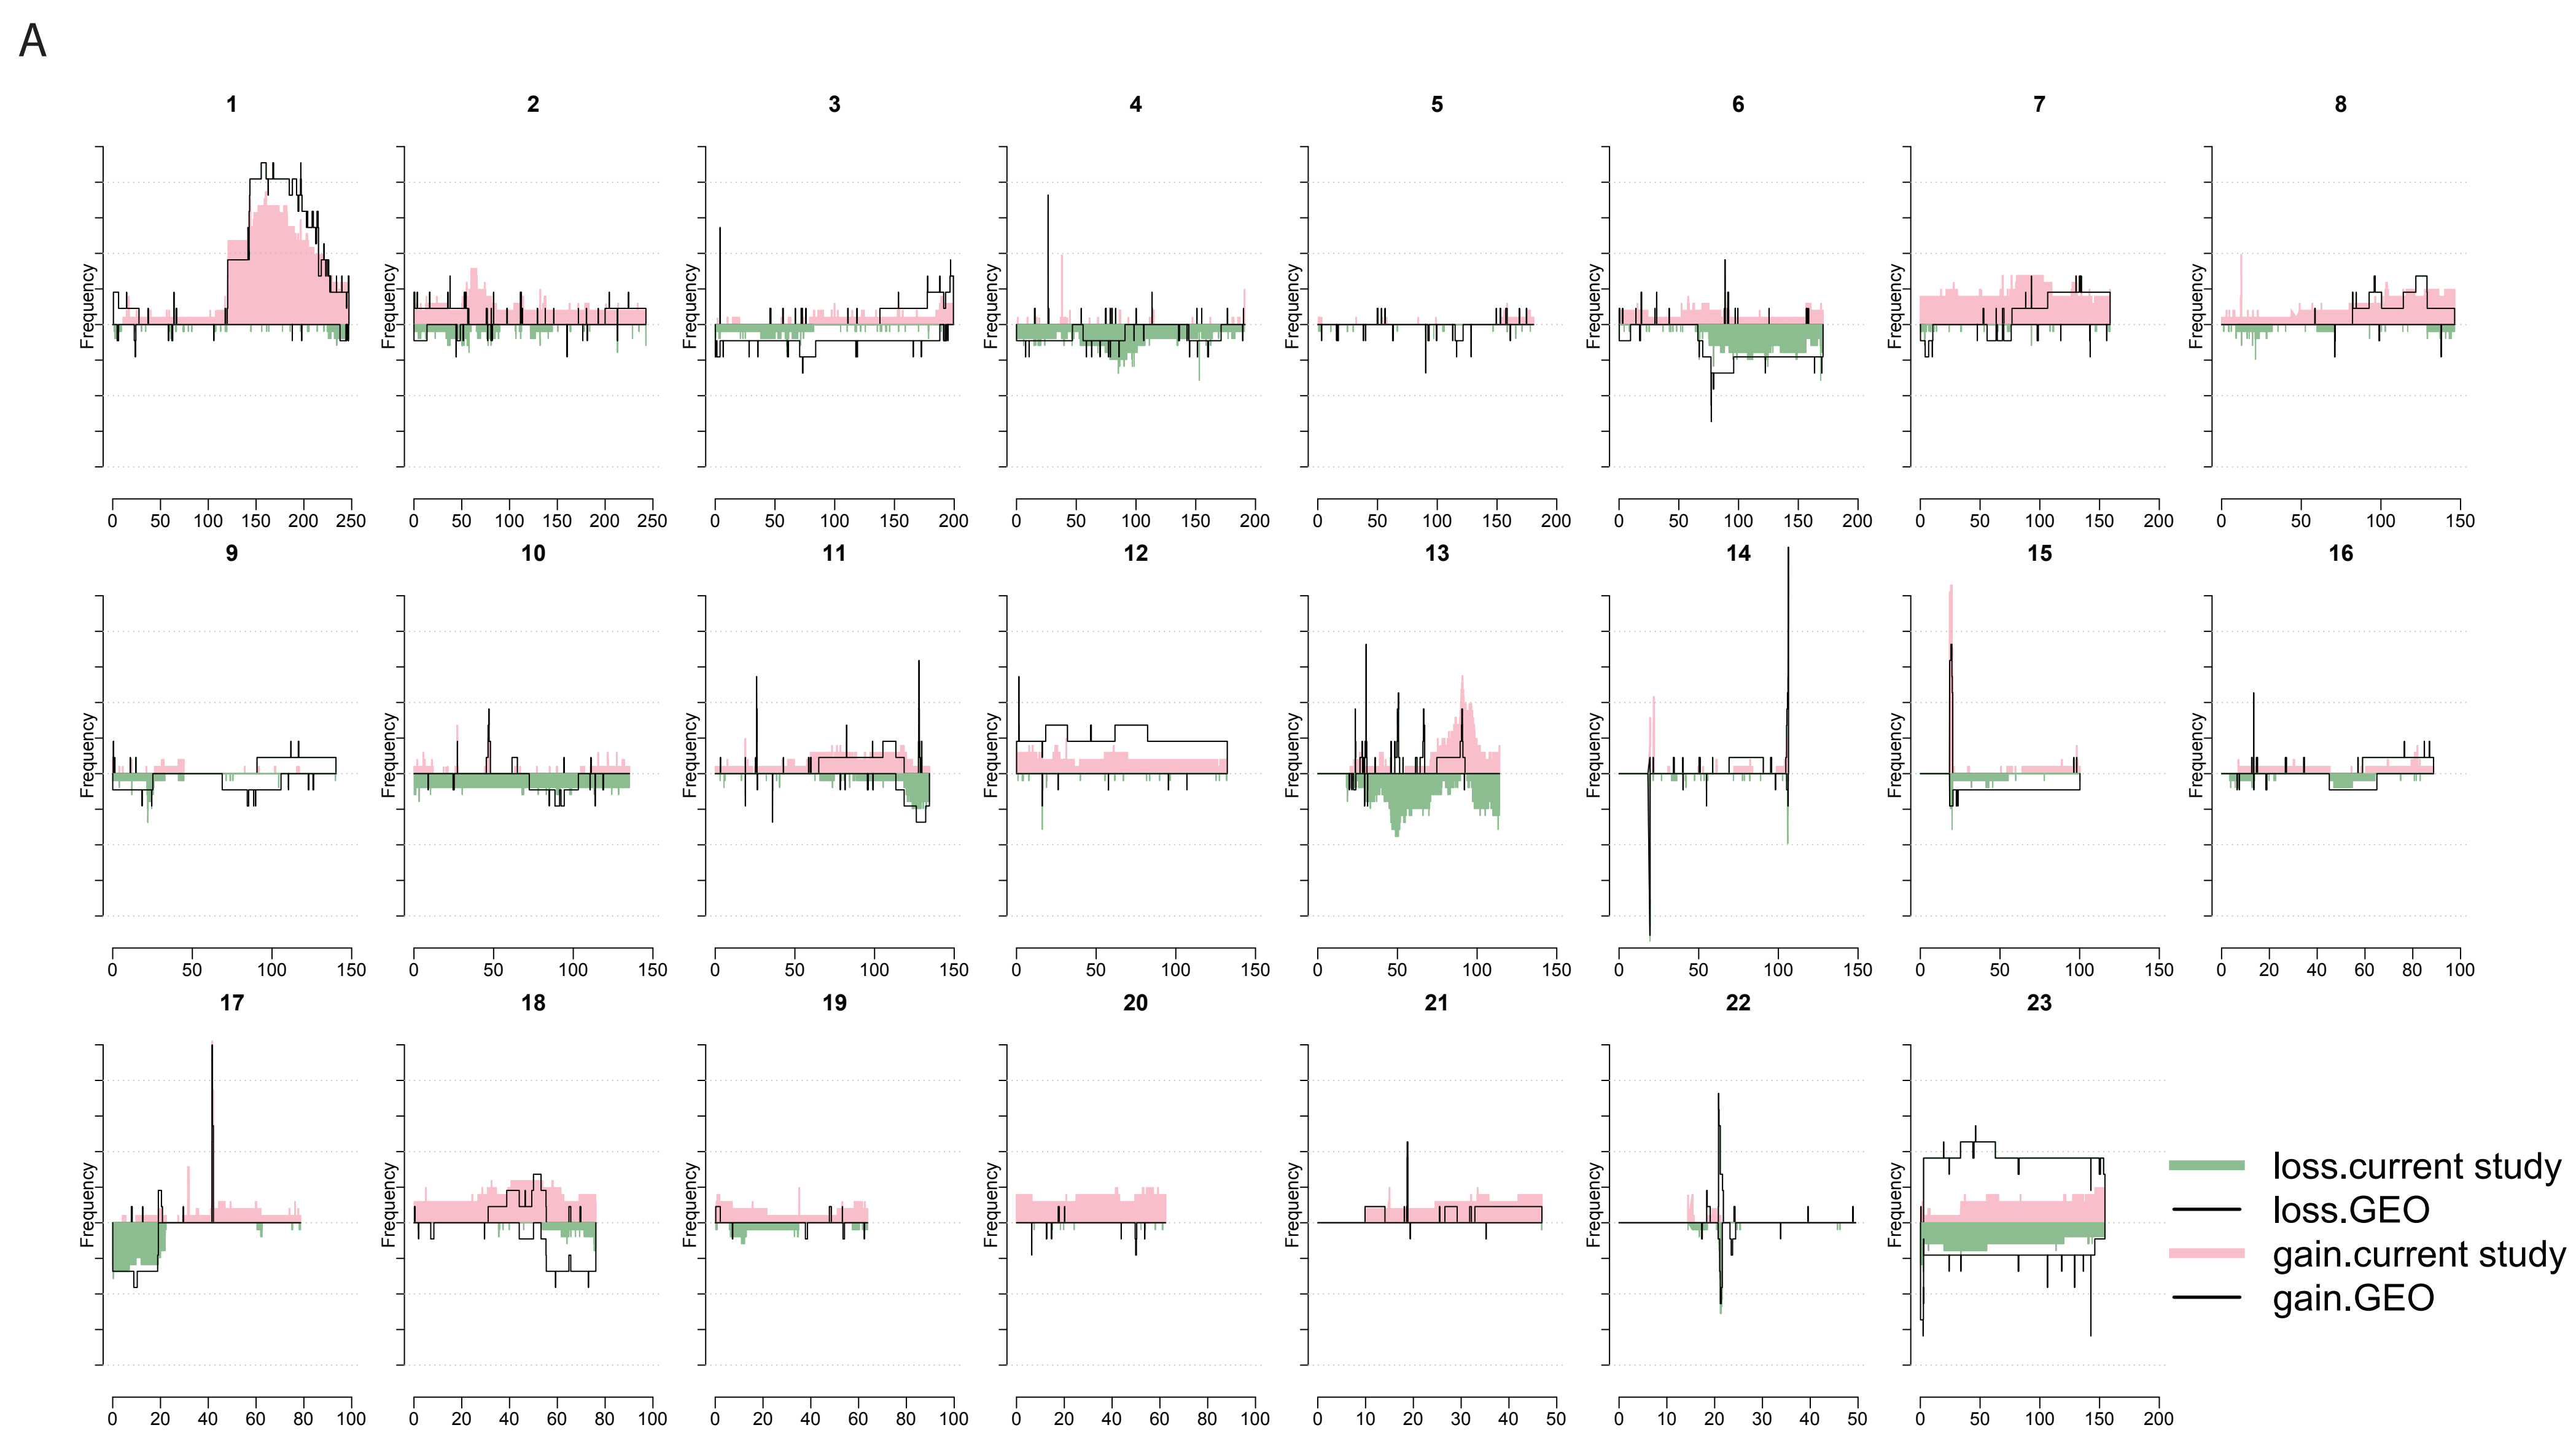 A
1 2 3 4 5 6 7 8
Frequency Frequency Frequency Frequency Frequency Frequency Frequency Frequency
0 50 100 150 200 250 0 50 100 150 200 250 0 50 100 150 200 0 50 100 150 200 0 50 100 150 200 0 50 100 150 200 0 50 100 150 200 0 50 100 150
9 10 11 12 13 14 15 16
Frequency Frequency Frequency Frequency Frequency Frequency Frequency Frequency
0 50 100 150 0 50 100 150 0 50 100 150 0 50 100 150 0 50 100 150 0 50 100 150 0 50 100 150 0 20 40 60 80 100
17 18 19 20 21 22 23
Frequency Frequency Frequency Frequency Frequency Frequency Frequency
0 20 40 60 80 100 0 20 40 60 80 100 0 20 40 60 80 100 0 20 40 60 80 100 0 10 20 30 40 50 0 10 20 30 40 50 0 50 100 150 200
loss.current study
loss.GEO
gain.current study
gain.GEO